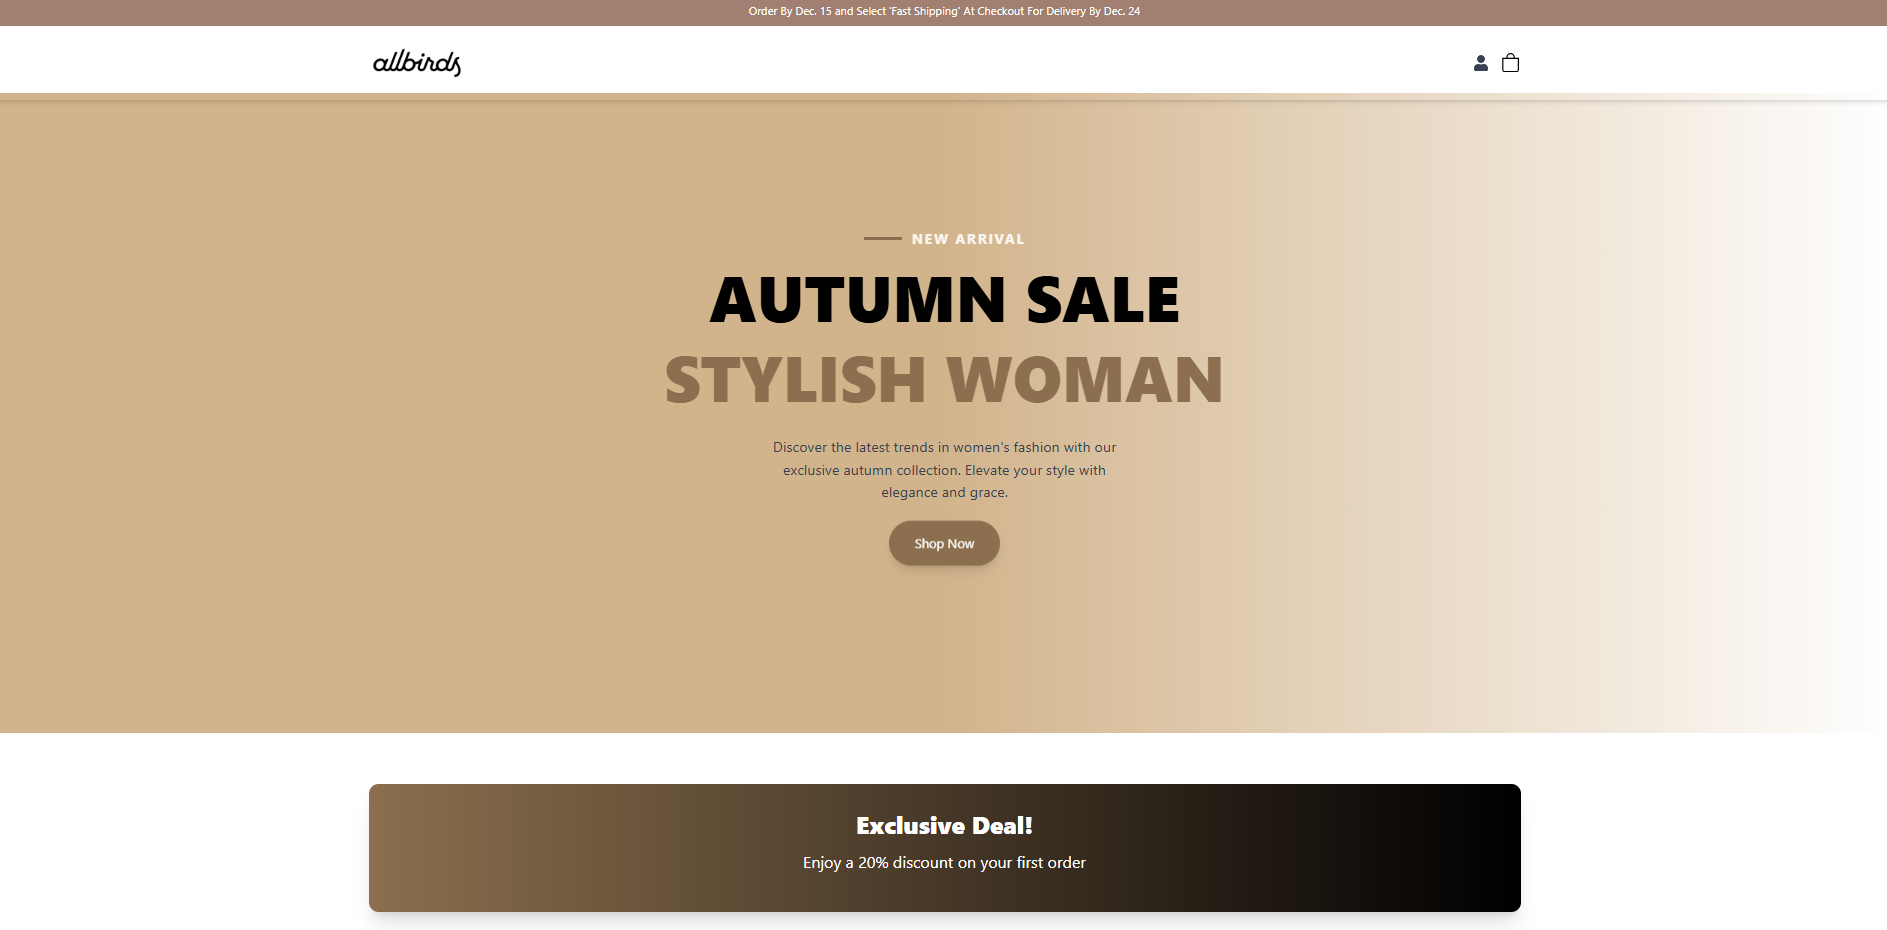 Order By Dec. 15 and Select 'Fast Shipping' At Checkout For Delivery By Dec. 24
allbirds
NEW ARRIVAL
AUTUMN SALE
STYLISH WOMAN
Discover the latest trends in women's fashion with our
exclusive autumn collection. Elevate your style with
elegance and grace.
Shop Now
Exclusive Deal!
Enjoy a 20% discount on your first order